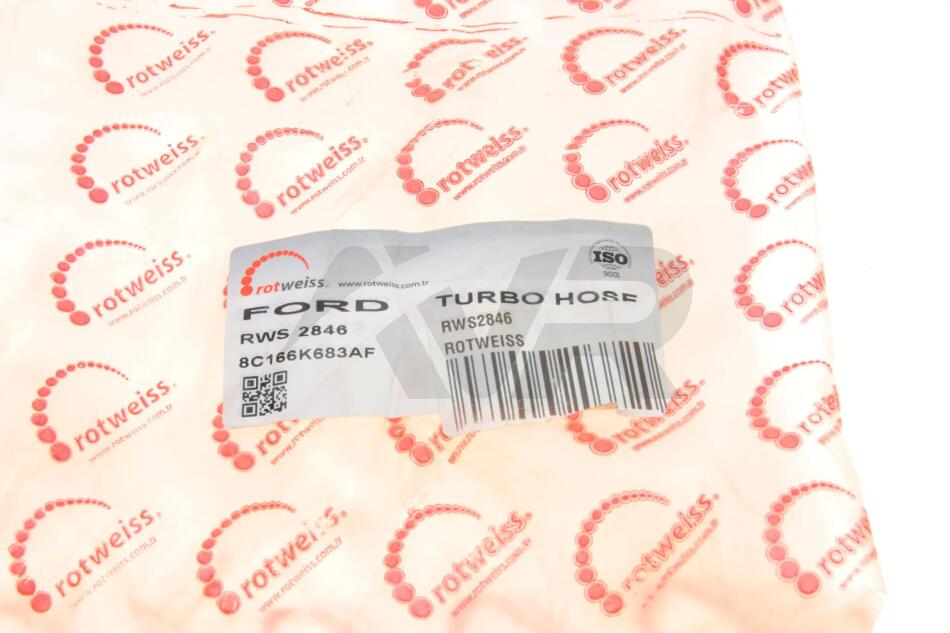 rotweiss.
www.rotweiss.com.tr
FORD
RWS 2846
8C166K683AF
TURBO HOSE
RWS2846
ROTWEISS
ISO
9001
AVR
rotweiss.
www.rotweiss.com.tr